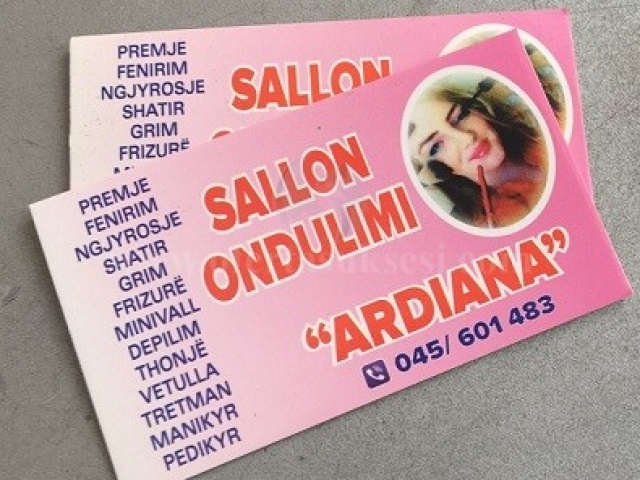 PREMJE
FENIRIM
NGJYROSJE
SHATIR
GRIM
FRIZURË
SALLON
PREMJE
FENIRIM
NGJYROSJE
SHATIR
GRIM
FRIZURË
MINIVALL
DEPILIM
THONJË
VETULLA
TRETMAN
MANIKYR
PEDIKYR
SALLON
ONDULIMI
“ARDIANA”
045/ 601 483